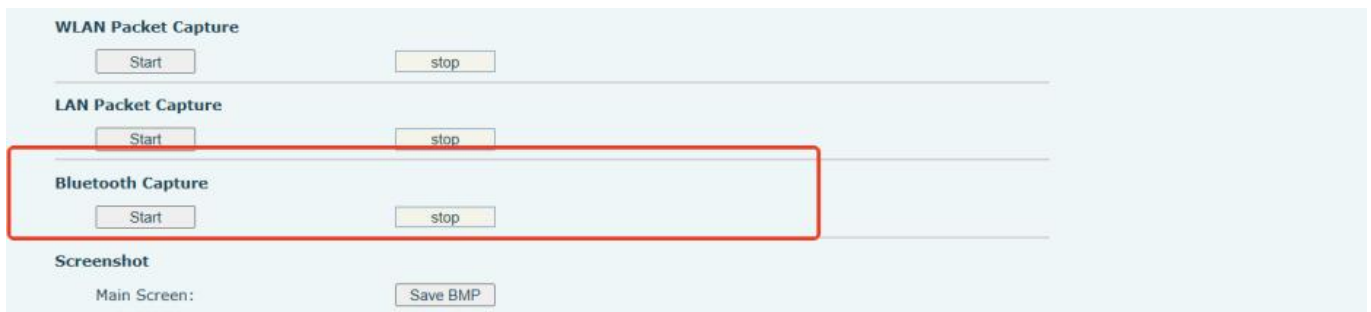 WLAN Packet Capture
Start stop
LAN Packet Capture
Start stop
Bluetooth Capture
Start stop
Screenshot
Main Screen: Save BMP